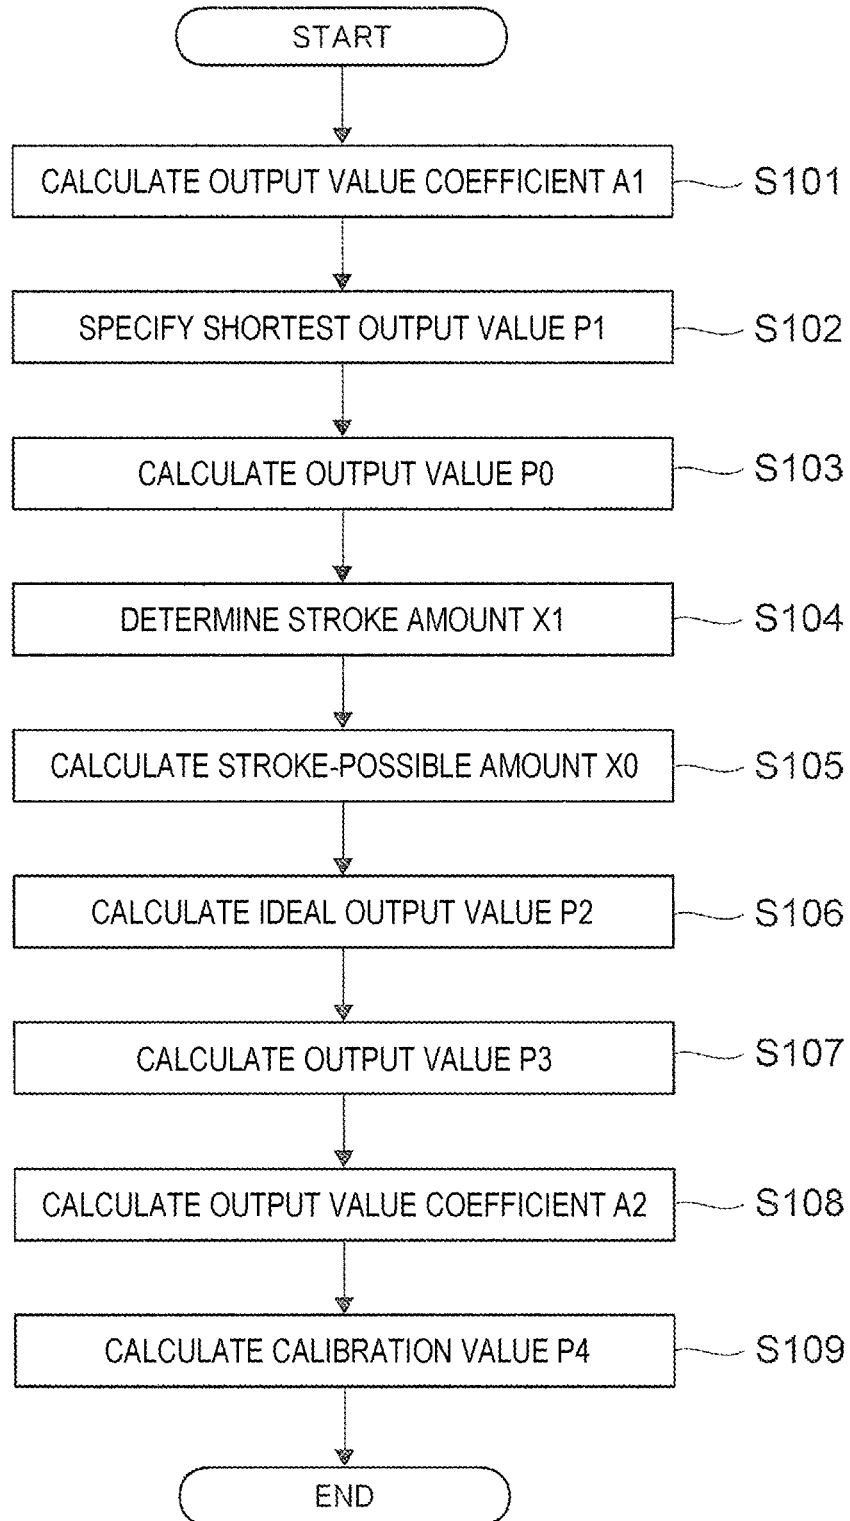 START
CALCULATE OUTPUT VALUE COEFFICIENT A1 S101
SPECIFY SHORTEST OUTPUT VALUE P1 S102
CALCULATE OUTPUT VALUE P0 S103
DETERMINE STROKE AMOUNT X1 S104
CALCULATE STROKE-POSSIBLE AMOUNT X0 S105
CALCULATE IDEAL OUTPUT VALUE P2 S106
CALCULATE OUTPUT VALUE P3 S107
CALCULATE OUTPUT VALUE COEFFICIENT A2 S108
CALCULATE CALIBRATION VALUE P4 S109
END